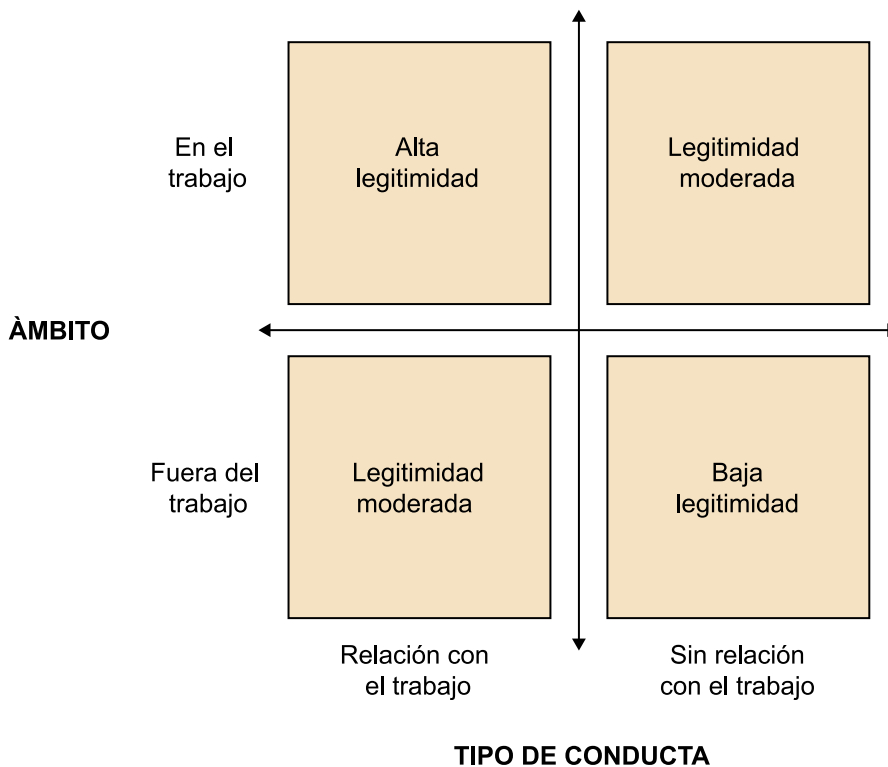 En el
trabajo
Alta
legitimidad
Legitimidad
moderada
ÀMBITO
Fuera del
trabajo
Legitimidad
moderada
Baja
legitimidad
Relación con
el trabajo
Sin relación
con el trabajo
TIPO DE CONDUCTA